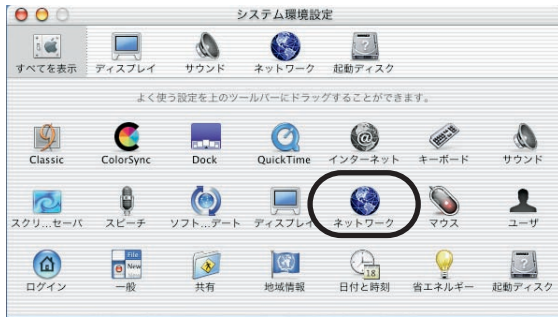 システム環境設定
すべてを表示 ディスプレイ サウンド ネットワーク 起動ディスク
よく使う設定を上のツールバーにドラッグすることができます。
Classic ColorSync Dock QuickTime インターネット キーボード サウンド
スクリ...セーバ スピーチ ソフト...デート ディスプレイ ネットワーク マウス ユーザ
File
New
18
ログイン 一般 共有 地域情報 日付と時刻 省エネルギー 起動ディスク